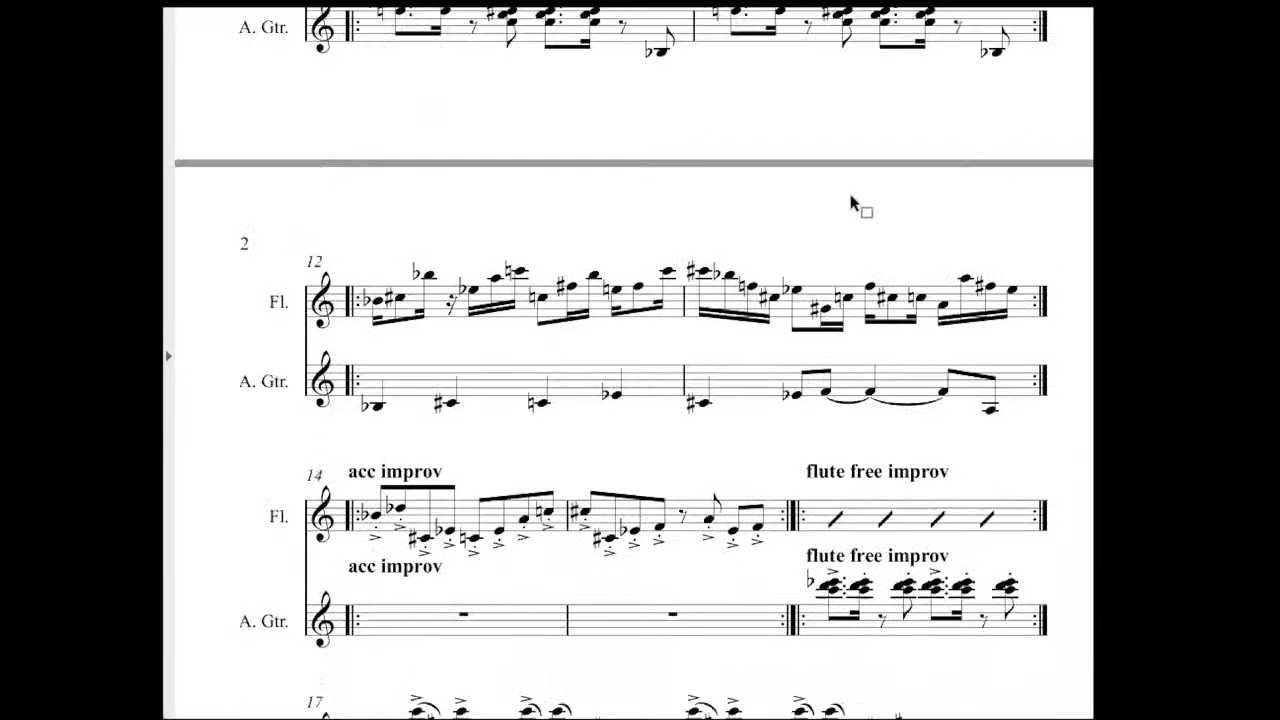 A. Gtr.
2
12
Fl.
A. Gtr.
14
acc improv
flute free improv
Fl.
acc improv
flute free improv
A. Gtr.
17